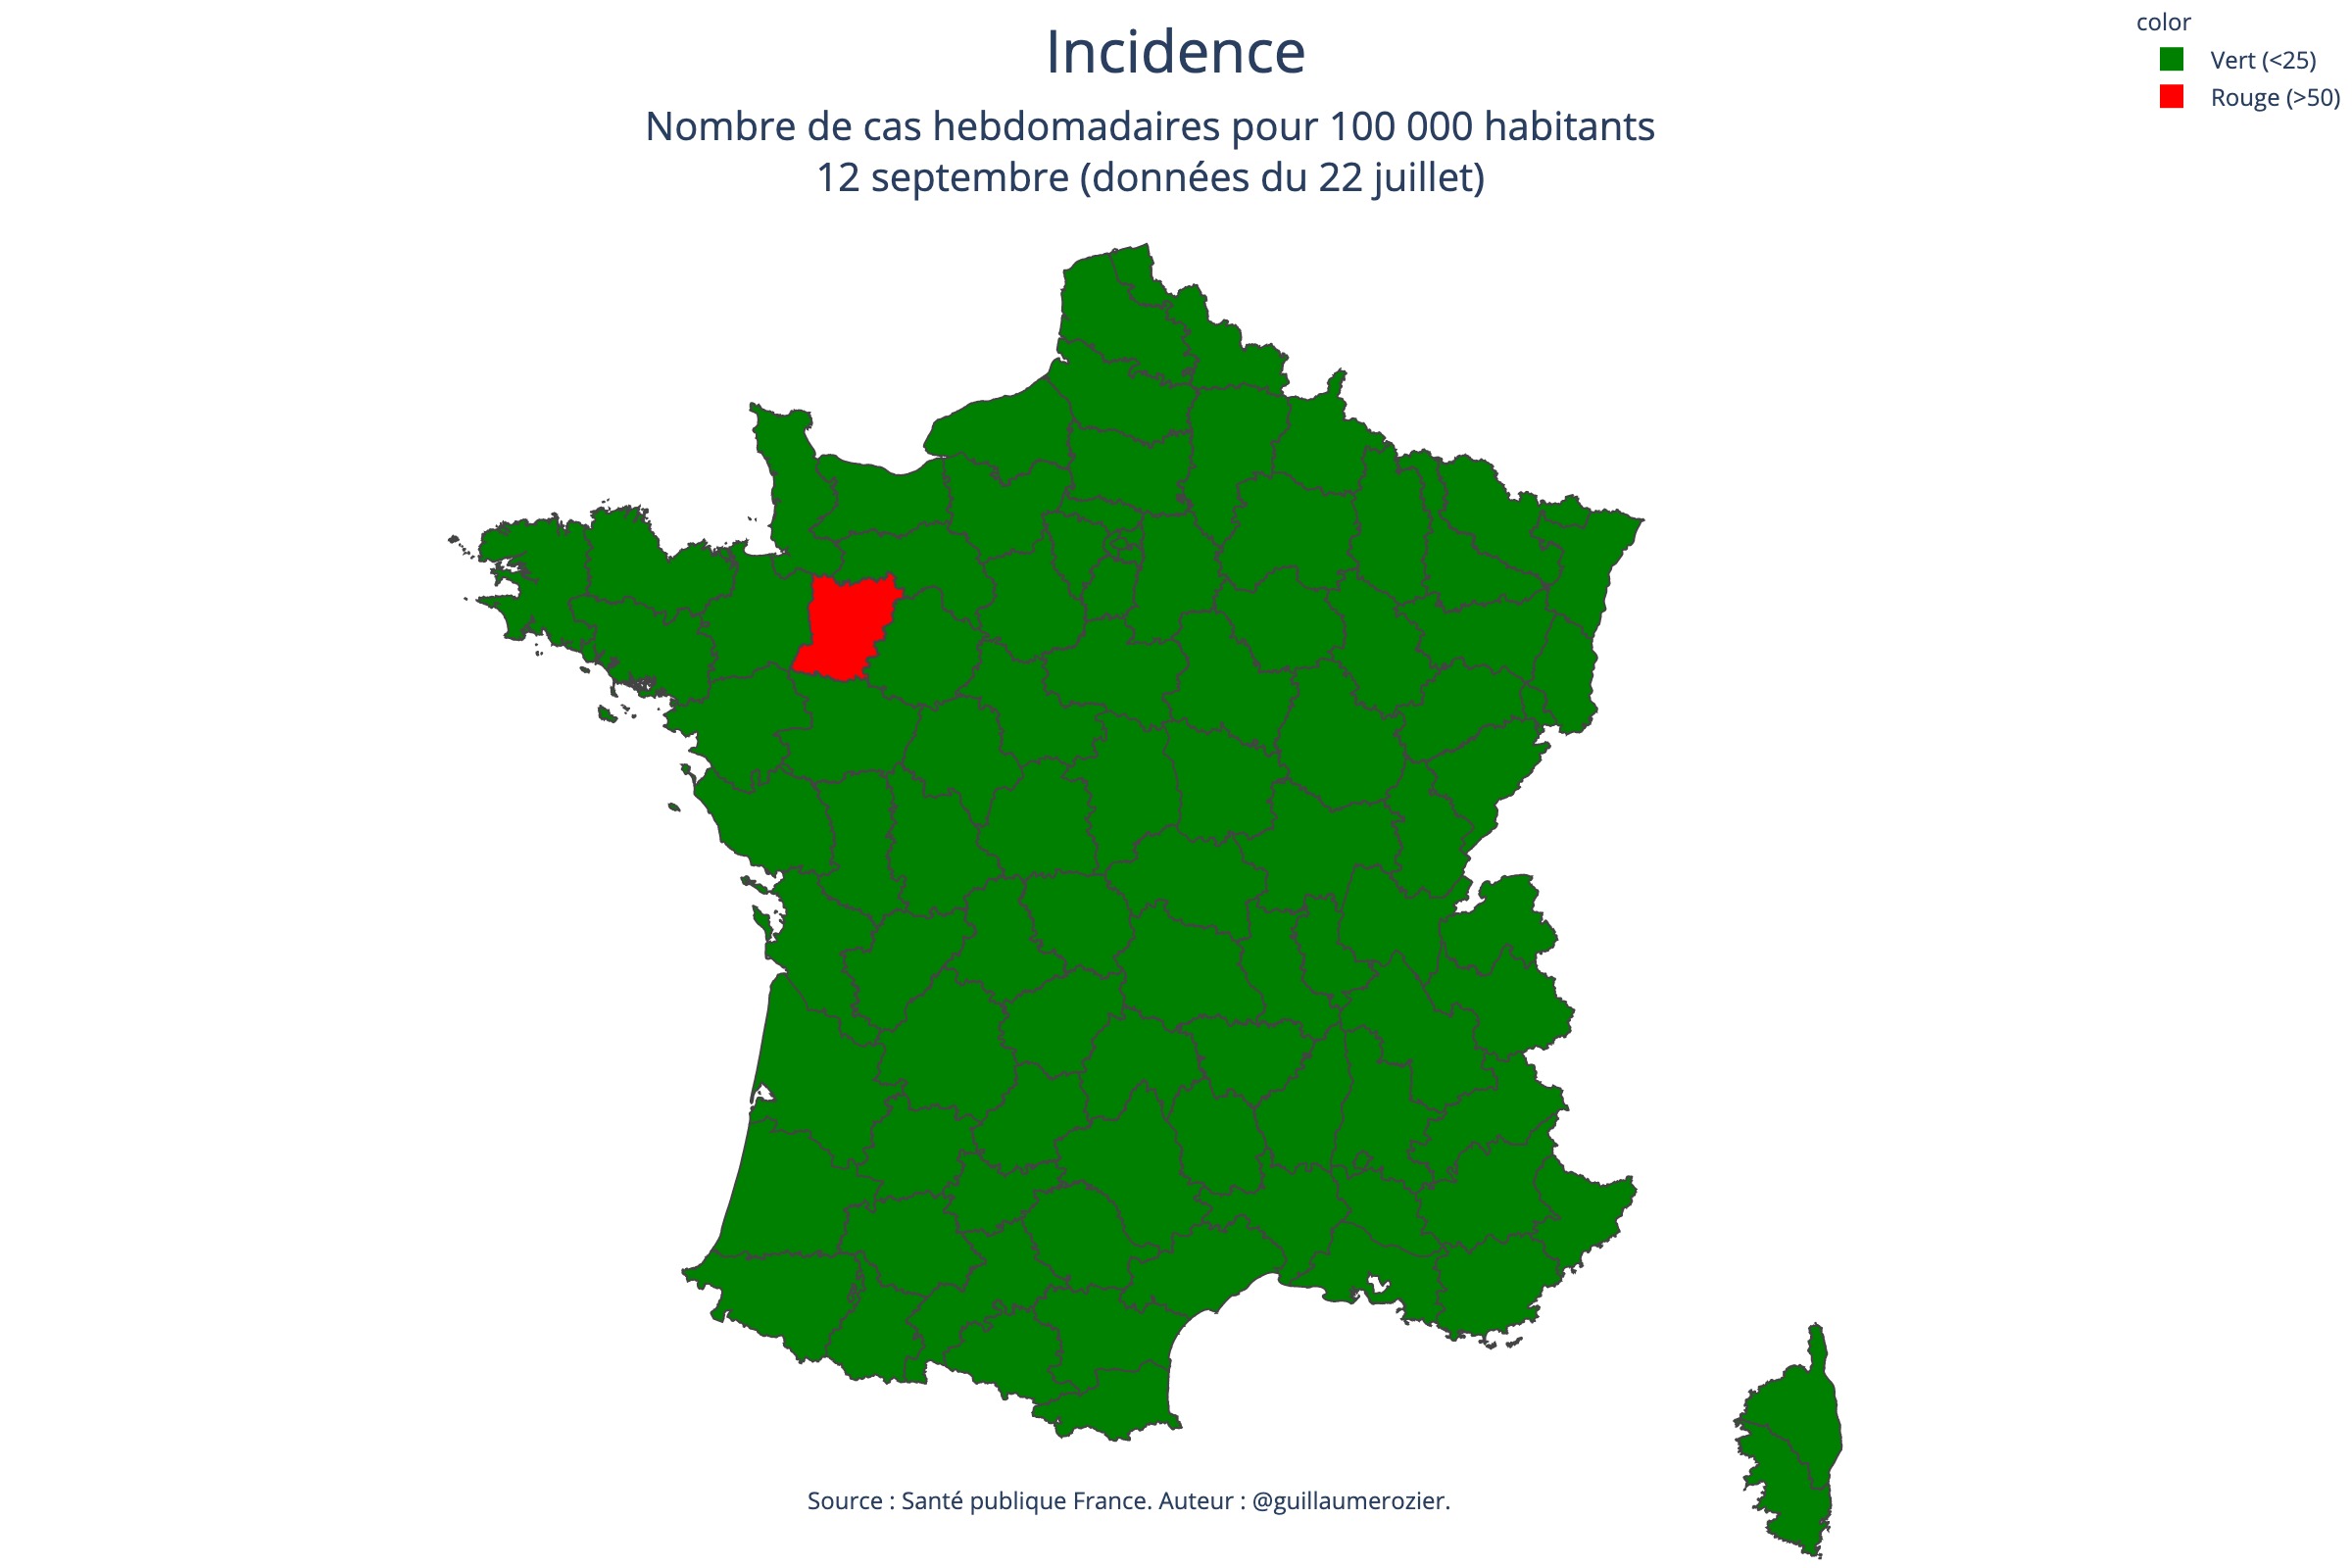 Incidence
Nombre de cas hebdomadaires pour 100 000 habitants
12 septembre (données du 22 juillet)
color
Vert (<25)
Rouge (>50)
Source : Santé publique France. Auteur : @guillaumerozier.